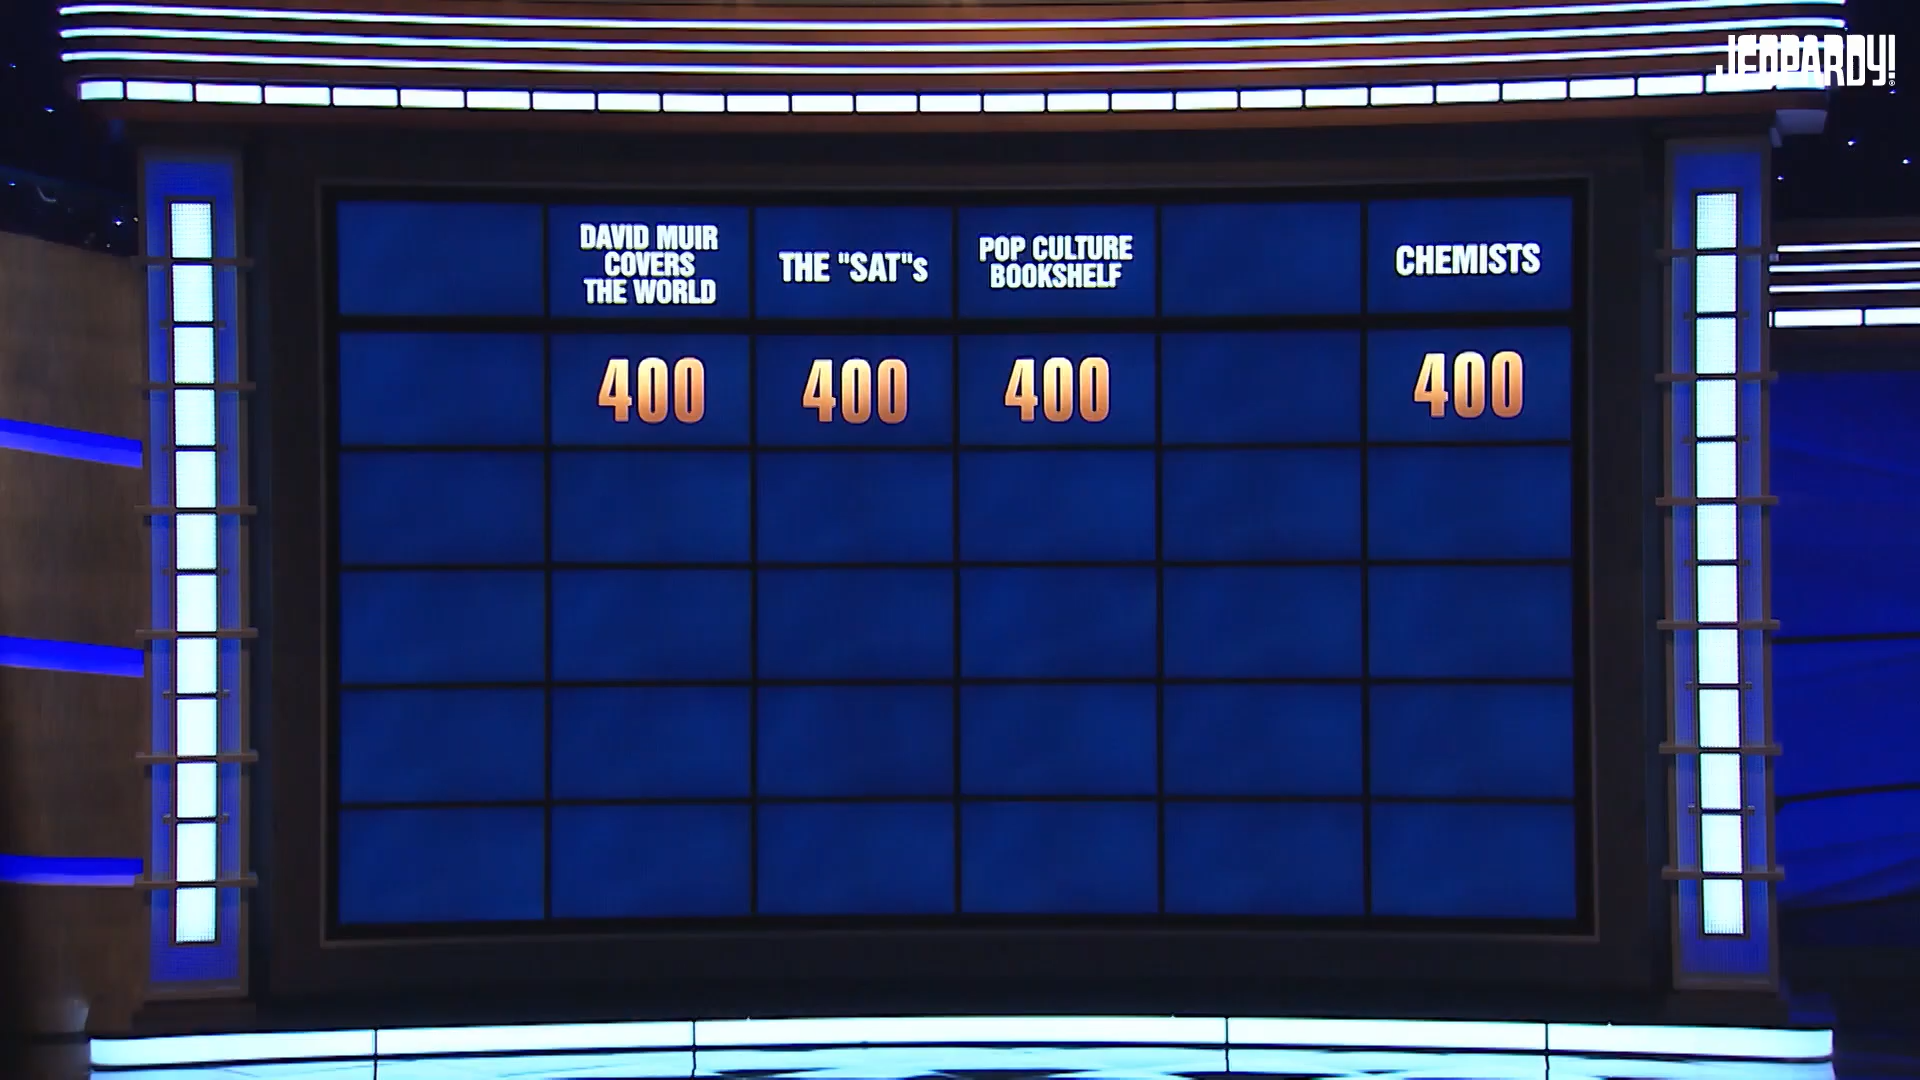 JEOPARDY!
DAVID MUIR
COVERS
THE WORLD
THE "SAT"s
POP CULTURE
BOOKSHELF
CHEMISTS
400
400
400
400